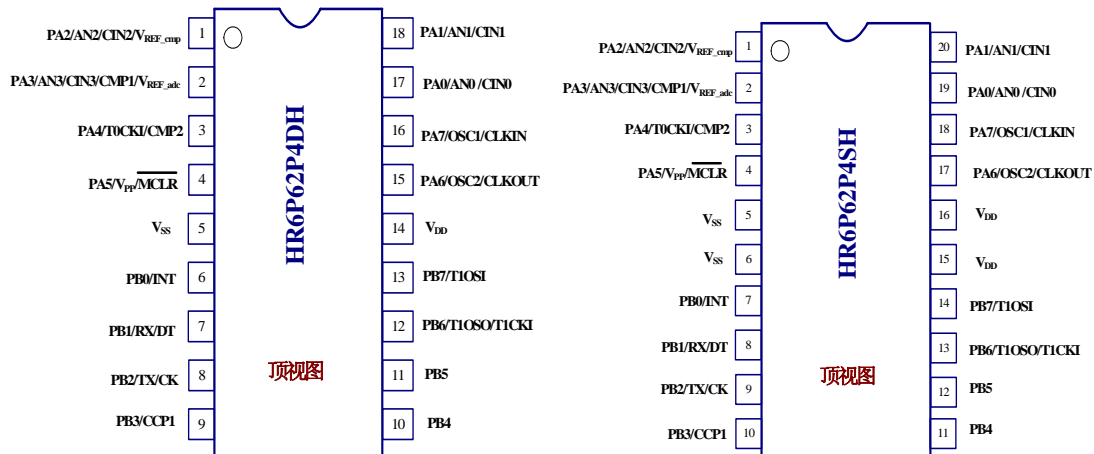 PA2/AN2/CIN2/VREF_cmp 1
18 PA1/AN1/CIN1
PA3/AN3/CIN3/CMP1/VREF_adc 2
17 PA0/AN0 /CIN0
PA4/T0CKI/CMP2 3
16 PA7/OSC1/CLKIN
PA5/VPP/MCLR 4
15 PA6/OSC2/CLKOUT
VSS 5
14 VDD
PB0/INT 6
13 PB7/T1OSI
PB1/RX/DT 7
12 PB6/T1OSO/T1CKI
PB2/TX/CK 8
11 PB5
PB3/CCP1 9
10 PB4
HR6P62P4DH
顶视图
PA2/AN2/CIN2/VREF_cmp 1
20 PA1/AN1/CIN1
PA3/AN3/CIN3/CMP1/VREF_adc 2
19 PA0/AN0 /CIN0
PA4/T0CKI/CMP2 3
18 PA7/OSC1/CLKIN
PA5/VPP/MCLR 4
17 PA6/OSC2/CLKOUT
VSS 5
16 VDD
VSS 6
15 VDD
PB0/INT 7
14 PB7/T1OSI
PB1/RX/DT 8
13 PB6/T1OSO/T1CKI
PB2/TX/CK 9
12 PB5
PB3/CCP1 10
11 PB4
HR6P62P4SH
顶视图